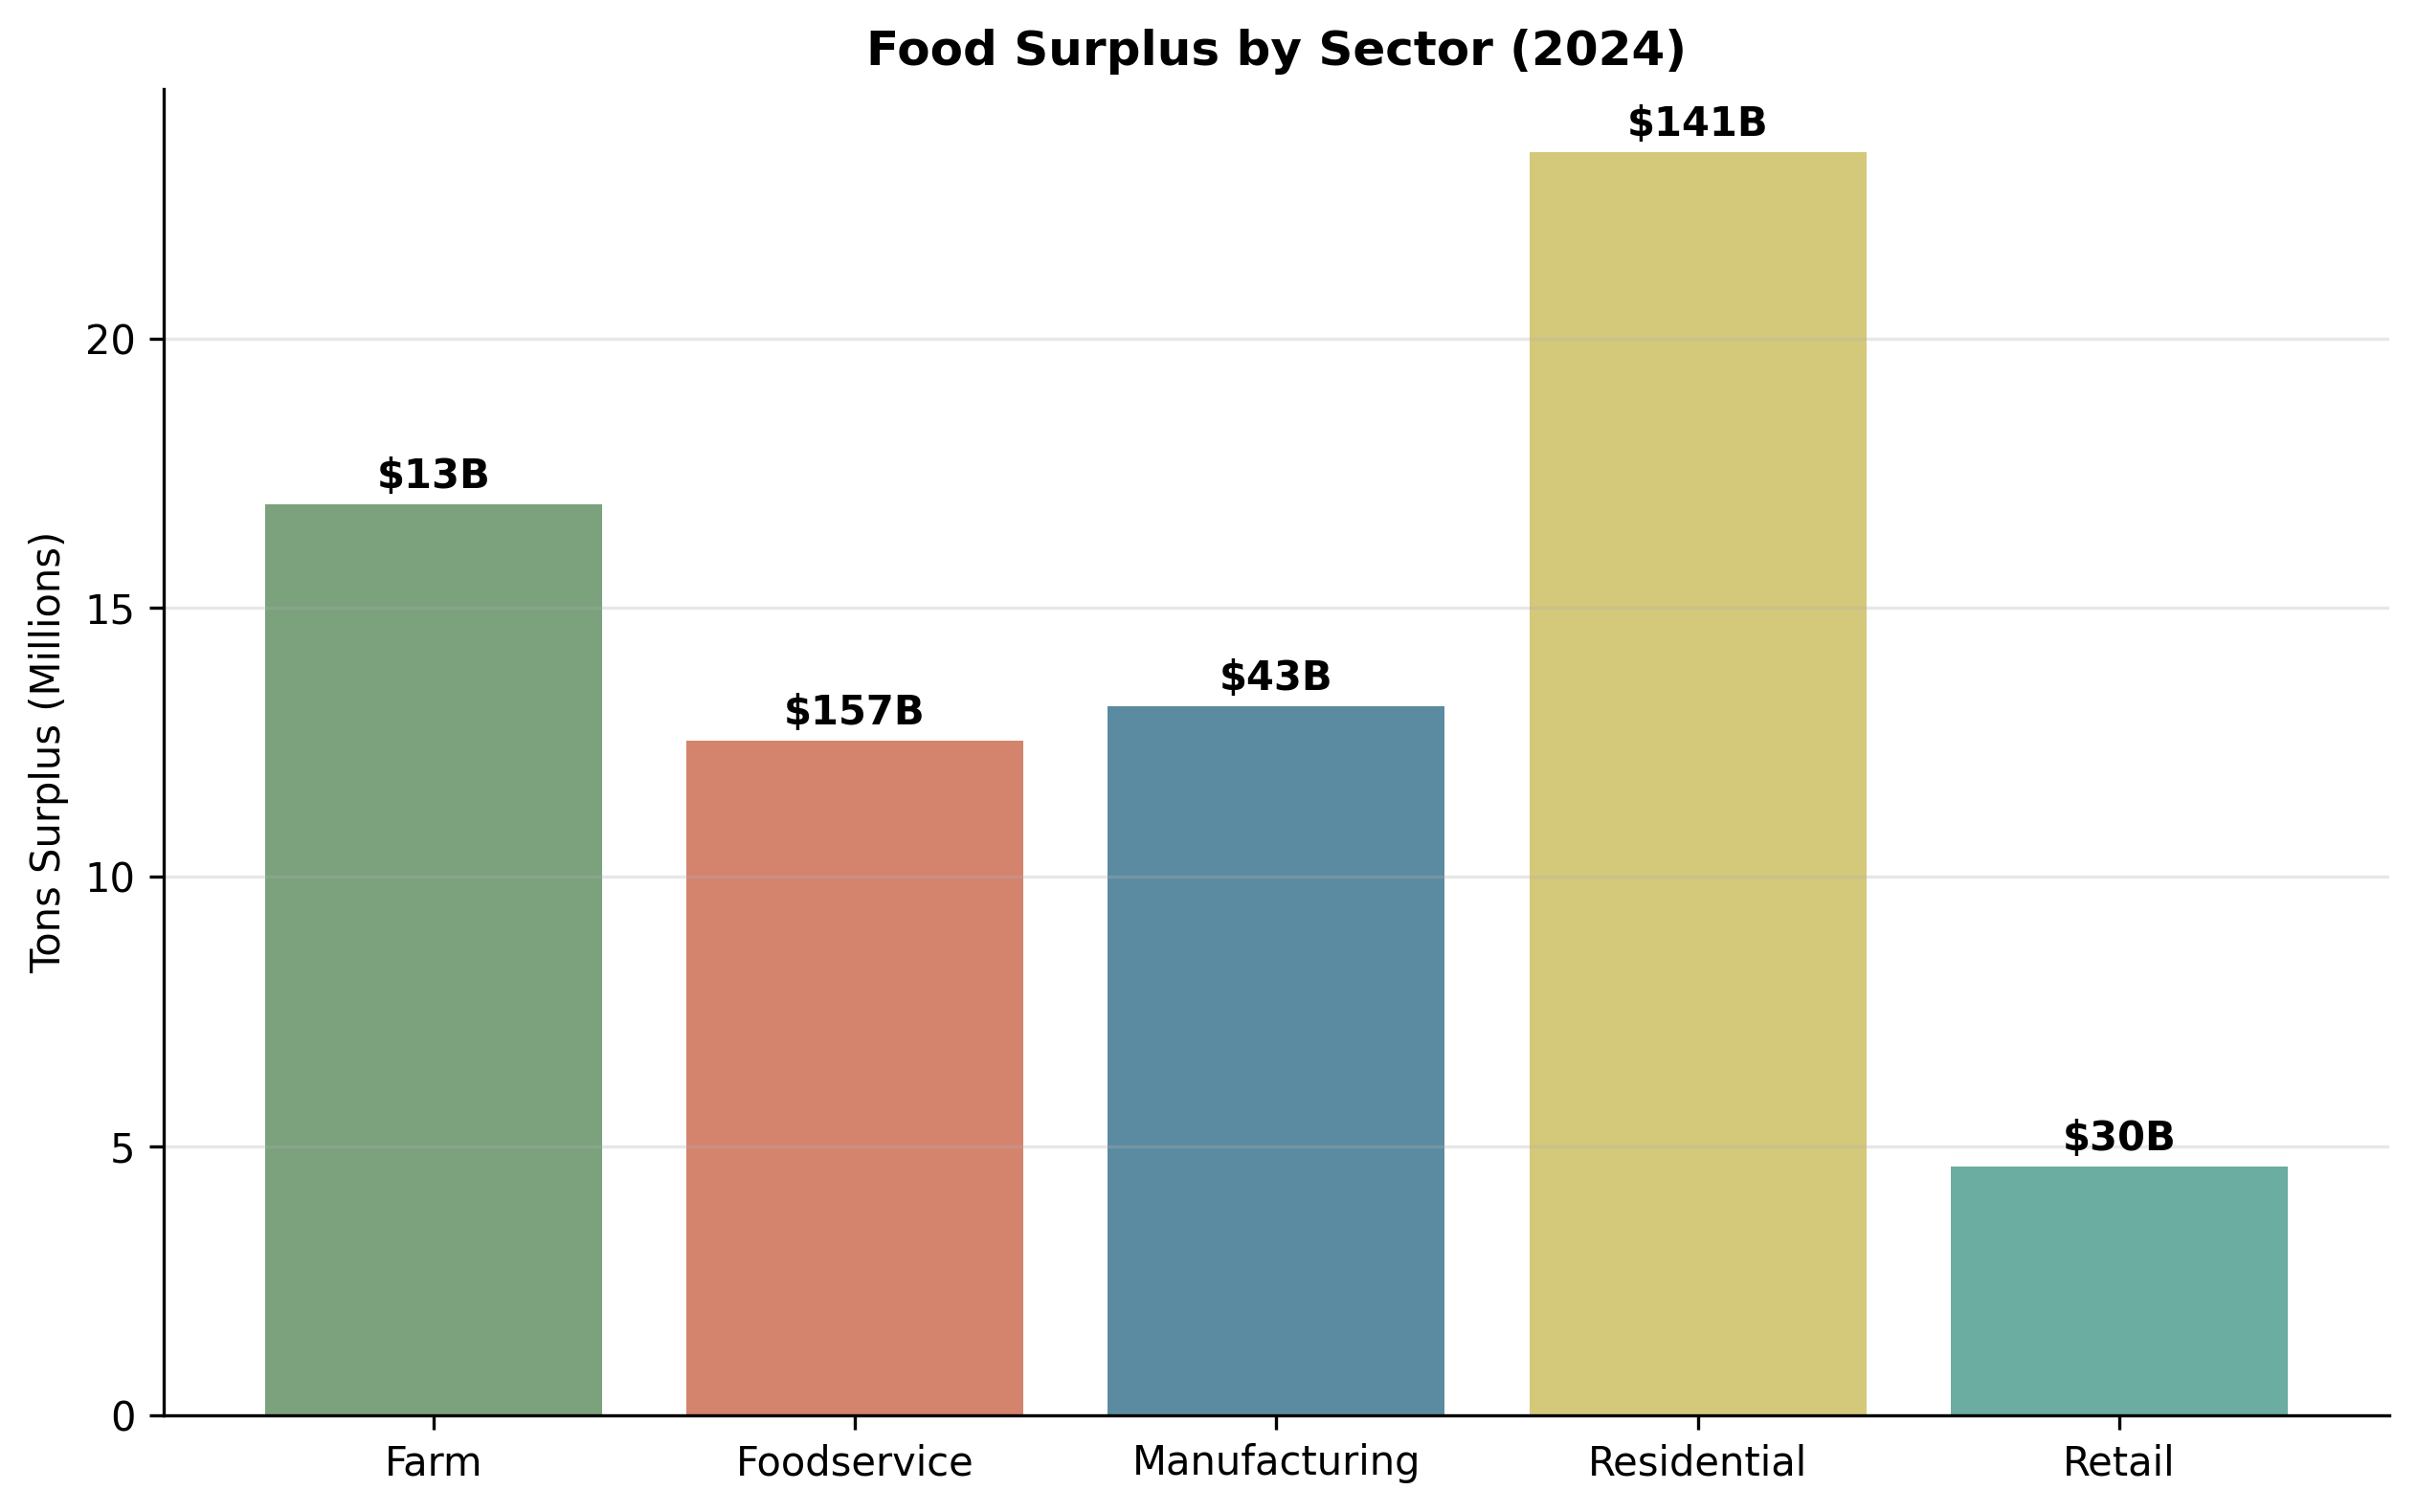 Food Surplus by Sector (2024)
$141B
$13B
$43B
$157B
$30B
Tons Surplus (Millions)
20
15
10
5
0
Farm
Foodservice
Manufacturing
Residential
Retail